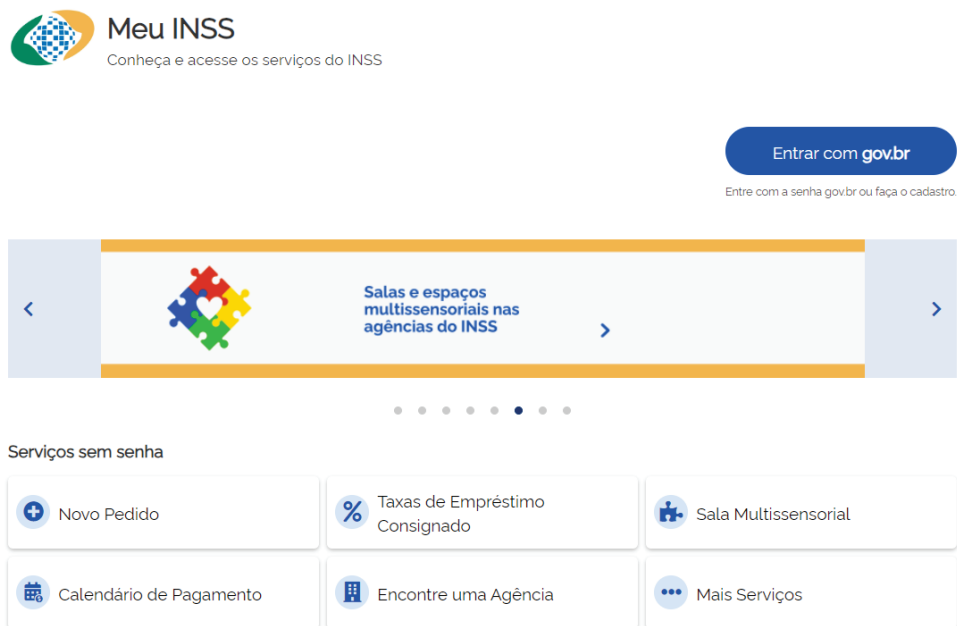 Meu INSS
Conheça e acesse os serviços do INSS
Entrar com gov.br
Entre com a senha gov.br ou faça o cadastro.
Salas e espaços
multissensoriais nas
agências do INSS
Serviços sem senha
Novo Pedido
Taxas de Empréstimo
Consignado
Sala Multissensorial
Calendário de Pagamento
Encontre uma Agência
Mais Serviços